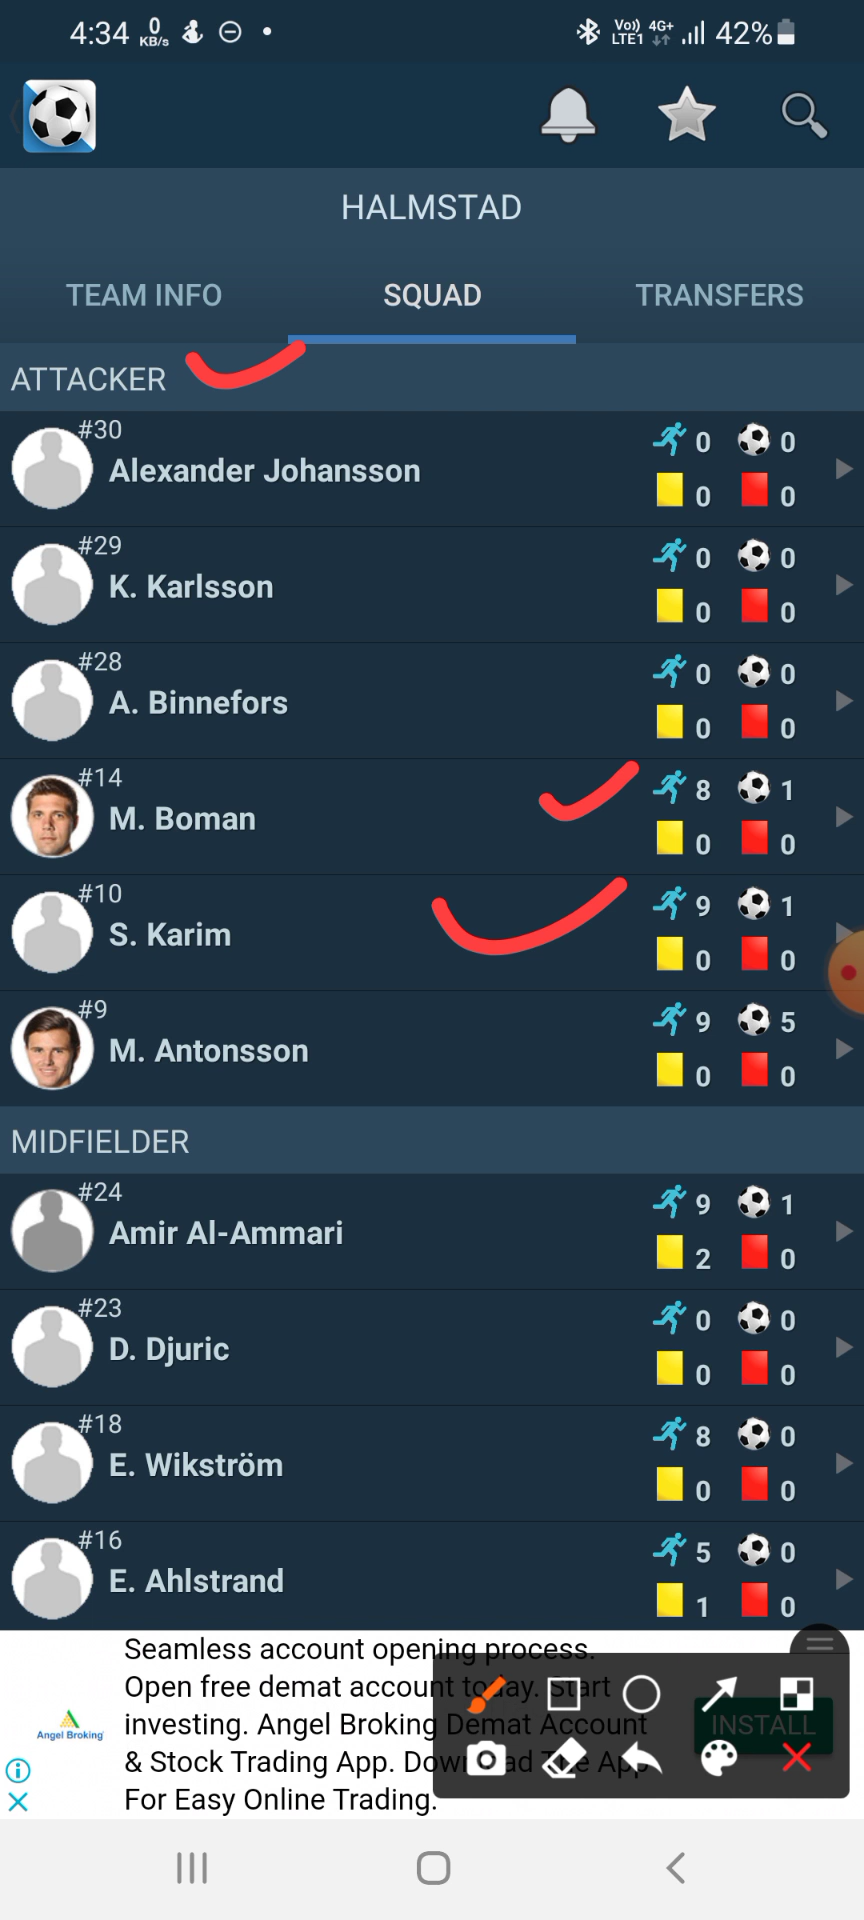 4:34 0 KB/s Vo)) LTE1 4G+ 42%
HALMSTAD
TEAM INFO SQUAD TRANSFERS
ATTACKER
#30
Alexander Johansson
0 0
0 0
#29
K. Karlsson
0 0
0 0
#28
A. Binnefors
0 0
0 0
#14
M. Boman
8 1
0 0
#10
S. Karim
9 1
0 0
#9
M. Antonsson
9 5
0 0
MIDFIELDER
#24
Amir Al-Ammari
9 1
2 0
#23
D. Djuric
0 0
0 0
#18
E. Wikström
8 0
0 0
#16
E. Ahlstrand
5 0
1 0
Angel Broking
Seamless account opening process.
Open free demat account today. Start
investing. Angel Broking Demat Account
& Stock Trading App. Download The App
For Easy Online Trading.
INSTALL